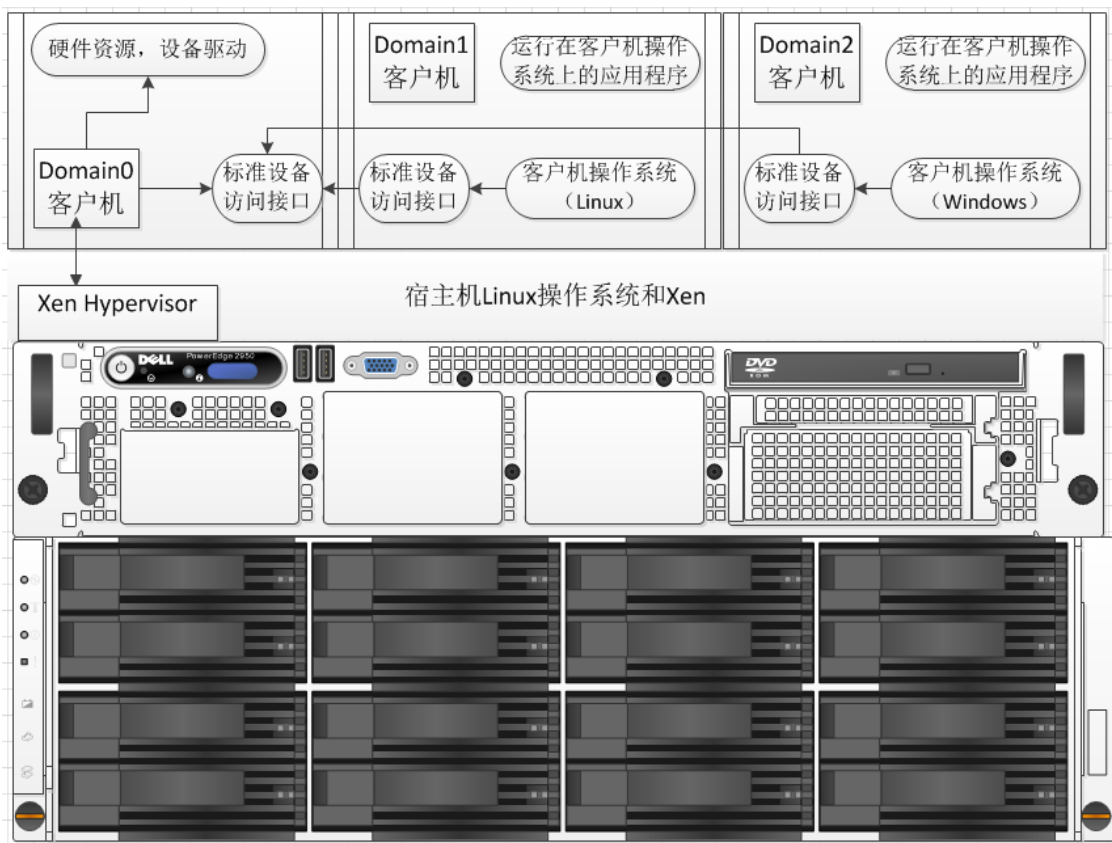 硬件资源，设备驱动
Domain0
客户机
标准设备
访问接口
Domain1
客户机
运行在客户机操作
系统上的应用程序
标准设备
访问接口
客户机操作系统
（Linux）
Domain2
客户机
运行在客户机操作
系统上的应用程序
标准设备
访问接口
客户机操作系统
（Windows）
Xen Hypervisor
宿主机Linux操作系统和Xen
DELL
PowerEdge 2950
DVD
ROM